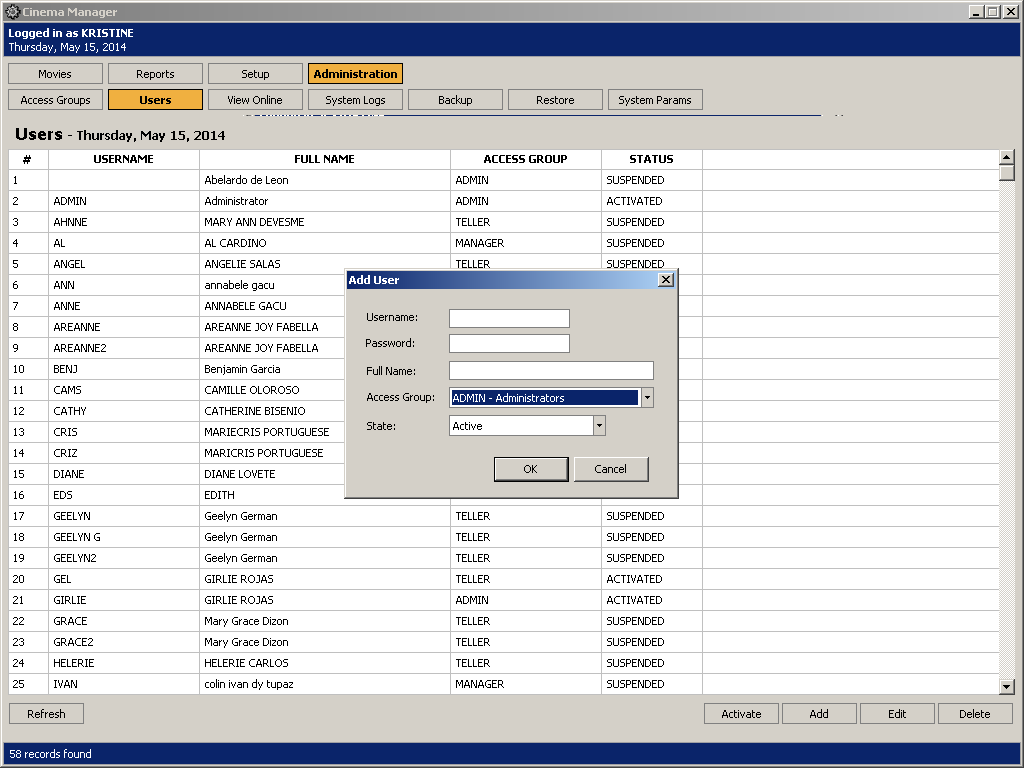 Cinema Manager
Logged in as KRISTINE
Thursday, May 15, 2014
Movies Reports Setup Administration
Access Groups Users View Online System Logs Backup Restore System Params
Users - Thursday, May 15, 2014
# USERNAME FULL NAME ACCESS GROUP STATUS
1 Abelardo de Leon ADMIN SUSPENDED
2 ADMIN Administrator ADMIN ACTIVATED
3 AHNNE MARY ANN DEVESME TELLER SUSPENDED
4 AL AL CARDINO MANAGER SUSPENDED
5 ANGEL ANGELIE SALAS TELLER SUSPENDED
6 ANN annabele gacu
7 ANNE ANNABELE GACU
8 AREANNE AREANNE JOY FABELLA
9 AREANNE2 AREANNE JOY FABELLA
10 BENJ Benjamin Garcia
11 CAMS CAMILLE OLOROSO
12 CATHY CATHERINE BISENIO
13 CRIS MARIECRIS PORTUGUESE
14 CRIZ MARICRIS PORTUGUESE
15 DIANE DIANE LOVETE
16 EDS EDITH
17 GEELYN Geelyn German TELLER SUSPENDED
18 GEELYN G Geelyn German TELLER SUSPENDED
19 GEELYN2 Geelyn German TELLER SUSPENDED
20 GEL GIRLIE ROJAS TELLER ACTIVATED
21 GIRLIE GIRLIE ROJAS ADMIN ACTIVATED
22 GRACE Mary Grace Dizon TELLER SUSPENDED
23 GRACE2 Mary Grace Dizon TELLER SUSPENDED
24 HELERIE HELERIE CARLOS TELLER SUSPENDED
25 IVAN colin ivan dy tupaz MANAGER SUSPENDED
Add User
Username:
Password:
Full Name:
Access Group: ADMIN - Administrators
State: Active
OK Cancel
Refresh Activate Add Edit Delete
58 records found